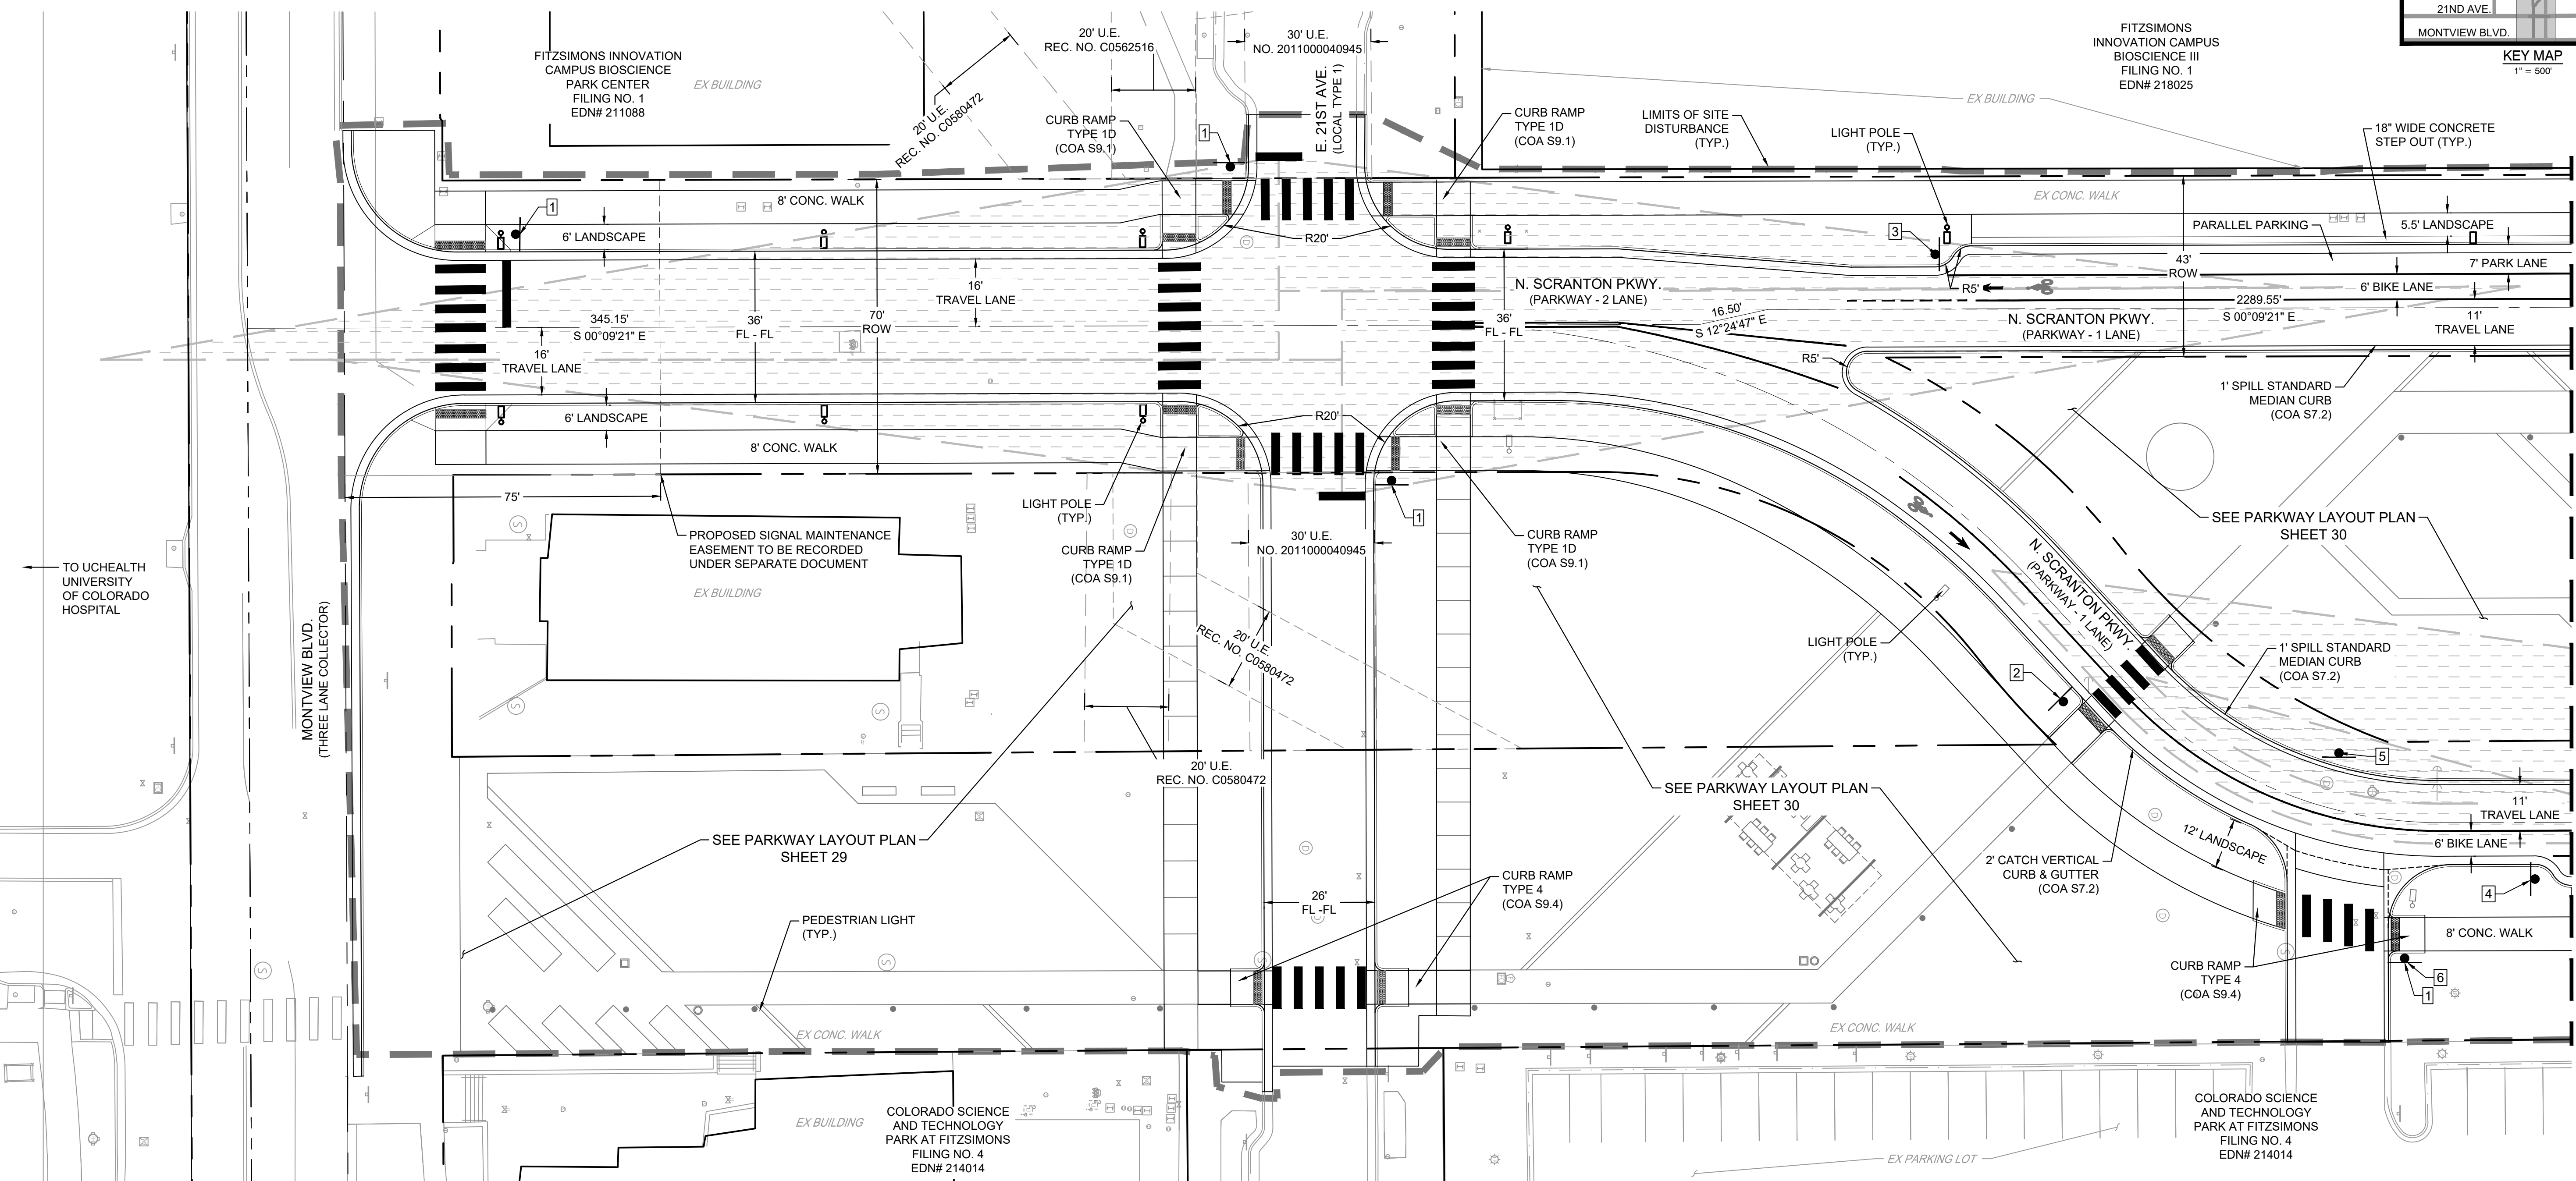 21ND AVE.
MONTVIEW BLVD.
KEY MAP
1" = 500'
FITZSIMONS INNOVATION
CAMPUS BIOSCIENCE
PARK CENTER
FILING NO. 1
EDN# 211088
EX BUILDING
20' U.E.
REC. NO. C0580472
20' U.E.
REC. NO. C0562516
30' U.E.
NO. 2011000040945
E. 21ST AVE.
(LOCAL TYPE 1)
CURB RAMP
TYPE 1D
(COA S9.1)
1
CURB RAMP
TYPE 1D
(COA S9.1)
LIMITS OF SITE
DISTURBANCE
(TYP.)
LIGHT POLE
(TYP.)
EX BUILDING
FITZSIMONS
INNOVATION CAMPUS
BIOSCIENCE III
FILING NO. 1
EDN# 218025
18" WIDE CONCRETE
STEP OUT (TYP.)
8' CONC. WALK
EX CONC. WALK
1
6' LANDSCAPE
R20'
3
PARALLEL PARKING
5.5' LANDSCAPE
43'
ROW
7' PARK LANE
6' BIKE LANE
R5'
N. SCRANTON PKWY.
(PARKWAY - 2 LANE)
16'
TRAVEL LANE
345.15'
S 00°09'21" E
36'
FL - FL
70'
ROW
36'
FL - FL
16.50'
S 12°24'47" E
2289.55'
S 00°09'21" E
N. SCRANTON PKWY.
(PARKWAY - 1 LANE)
11'
TRAVEL LANE
16'
TRAVEL LANE
R5'
1' SPILL STANDARD
MEDIAN CURB
(COA S7.2)
6' LANDSCAPE
8' CONC. WALK
R20'
75'
LIGHT POLE
(TYP.)
1
PROPOSED SIGNAL MAINTENANCE
EASEMENT TO BE RECORDED
UNDER SEPARATE DOCUMENT
EX BUILDING
CURB RAMP
TYPE 1D
(COA S9.1)
30' U.E.
NO. 2011000040945
CURB RAMP
TYPE 1D
(COA S9.1)
SEE PARKWAY LAYOUT PLAN
SHEET 30
N. SCRANTON PKWY.
(PARKWAY - 1 LANE)
TO UCHEALTH
UNIVERSITY
OF COLORADO
HOSPITAL
MONTVIEW BLVD.
(THREE LANE COLLECTOR)
20' U.E.
REC. NO. C0580472
LIGHT POLE
(TYP.)
2
1' SPILL STANDARD
MEDIAN CURB
(COA S7.2)
5
20' U.E.
REC. NO. C0580472
SEE PARKWAY LAYOUT PLAN
SHEET 30
11'
TRAVEL LANE
6' BIKE LANE
12' LANDSCAPE
SEE PARKWAY LAYOUT PLAN
SHEET 29
2' CATCH VERTICAL
CURB & GUTTER
(COA S7.2)
4
26'
FL -FL
CURB RAMP
TYPE 4
(COA S9.4)
PEDESTRIAN LIGHT
(TYP.)
8' CONC. WALK
CURB RAMP
TYPE 4
(COA S9.4)
6
1
EX CONC. WALK
EX CONC. WALK
EX BUILDING
COLORADO SCIENCE
AND TECHNOLOGY
PARK AT FITZSIMONS
FILING NO. 4
EDN# 214014
COLORADO SCIENCE
AND TECHNOLOGY
PARK AT FITZSIMONS
FILING NO. 4
EDN# 214014
EX PARKING LOT